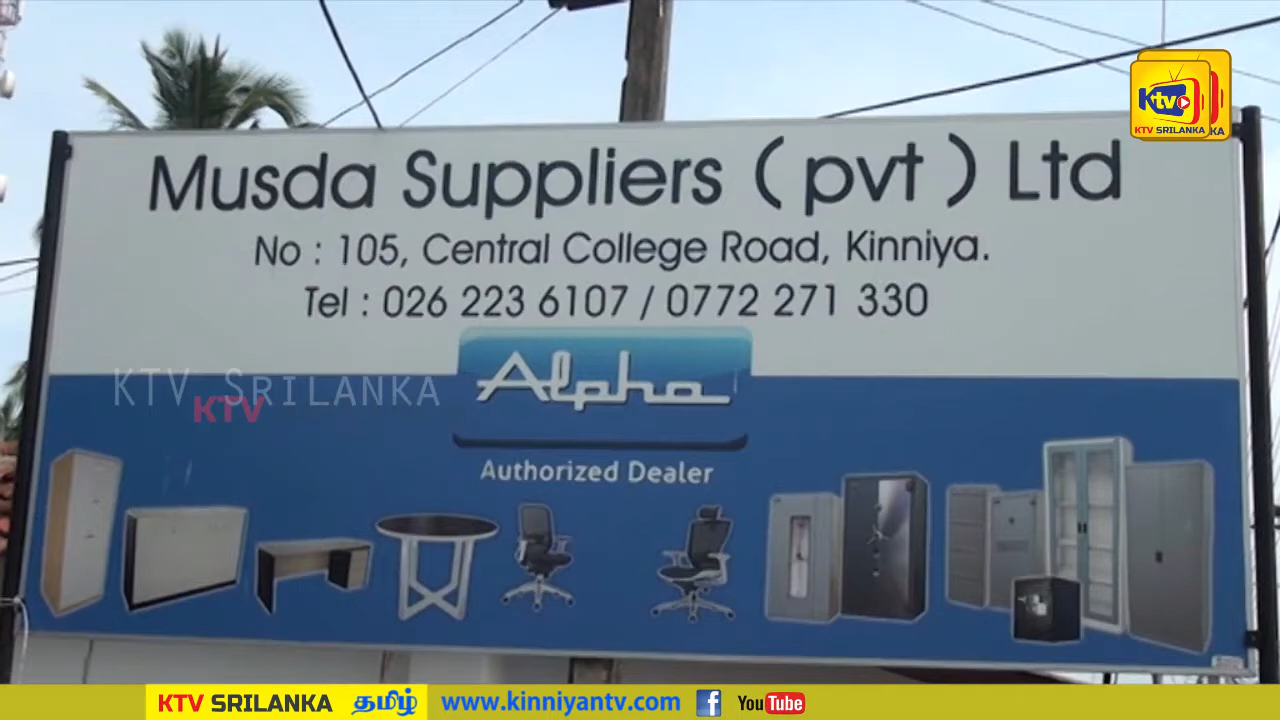 Ktv
KTV SRILANKA KA
Musda Suppliers ( pvt ) Ltd
No : 105, Central College Road, Kinniya.
Tel : 026 223 6107 / 0772 271 330
Alpha
KTV SRILANKA
KTV
Authorized Dealer
KTV SRILANKA தமிழ் www.kinniyantv.com f YouTube